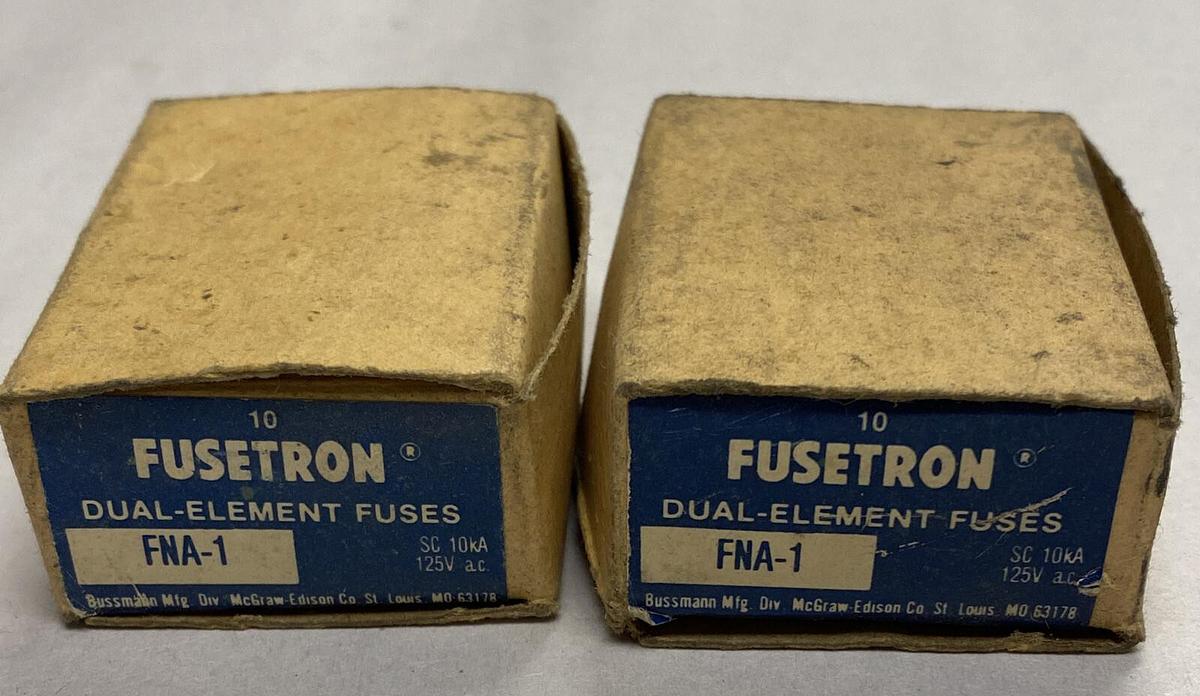 10
FUSETRON ®
DUAL-ELEMENT FUSES
FNA-1
SC 10kA
125V a.c.
Bussmann Mfg. Div. McGraw-Edison Co. St. Louis, MO 63178
10
FUSETRON ®
DUAL-ELEMENT FUSES
FNA-1
SC 10kA
125V a.c.
Bussmann Mfg. Div. McGraw-Edison Co. St. Louis MO 63178